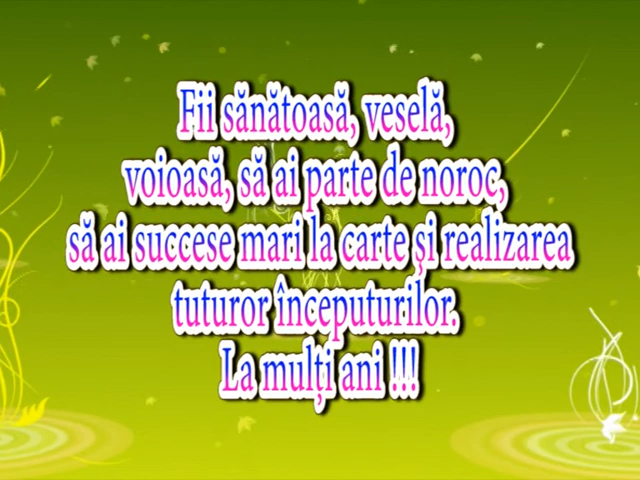 Fii sănătoasă, veselă,
voioasă, să ai parte de noroc,
să ai succese mari la carte și realizarea
tuturor începuturilor.
La mulți ani !!!